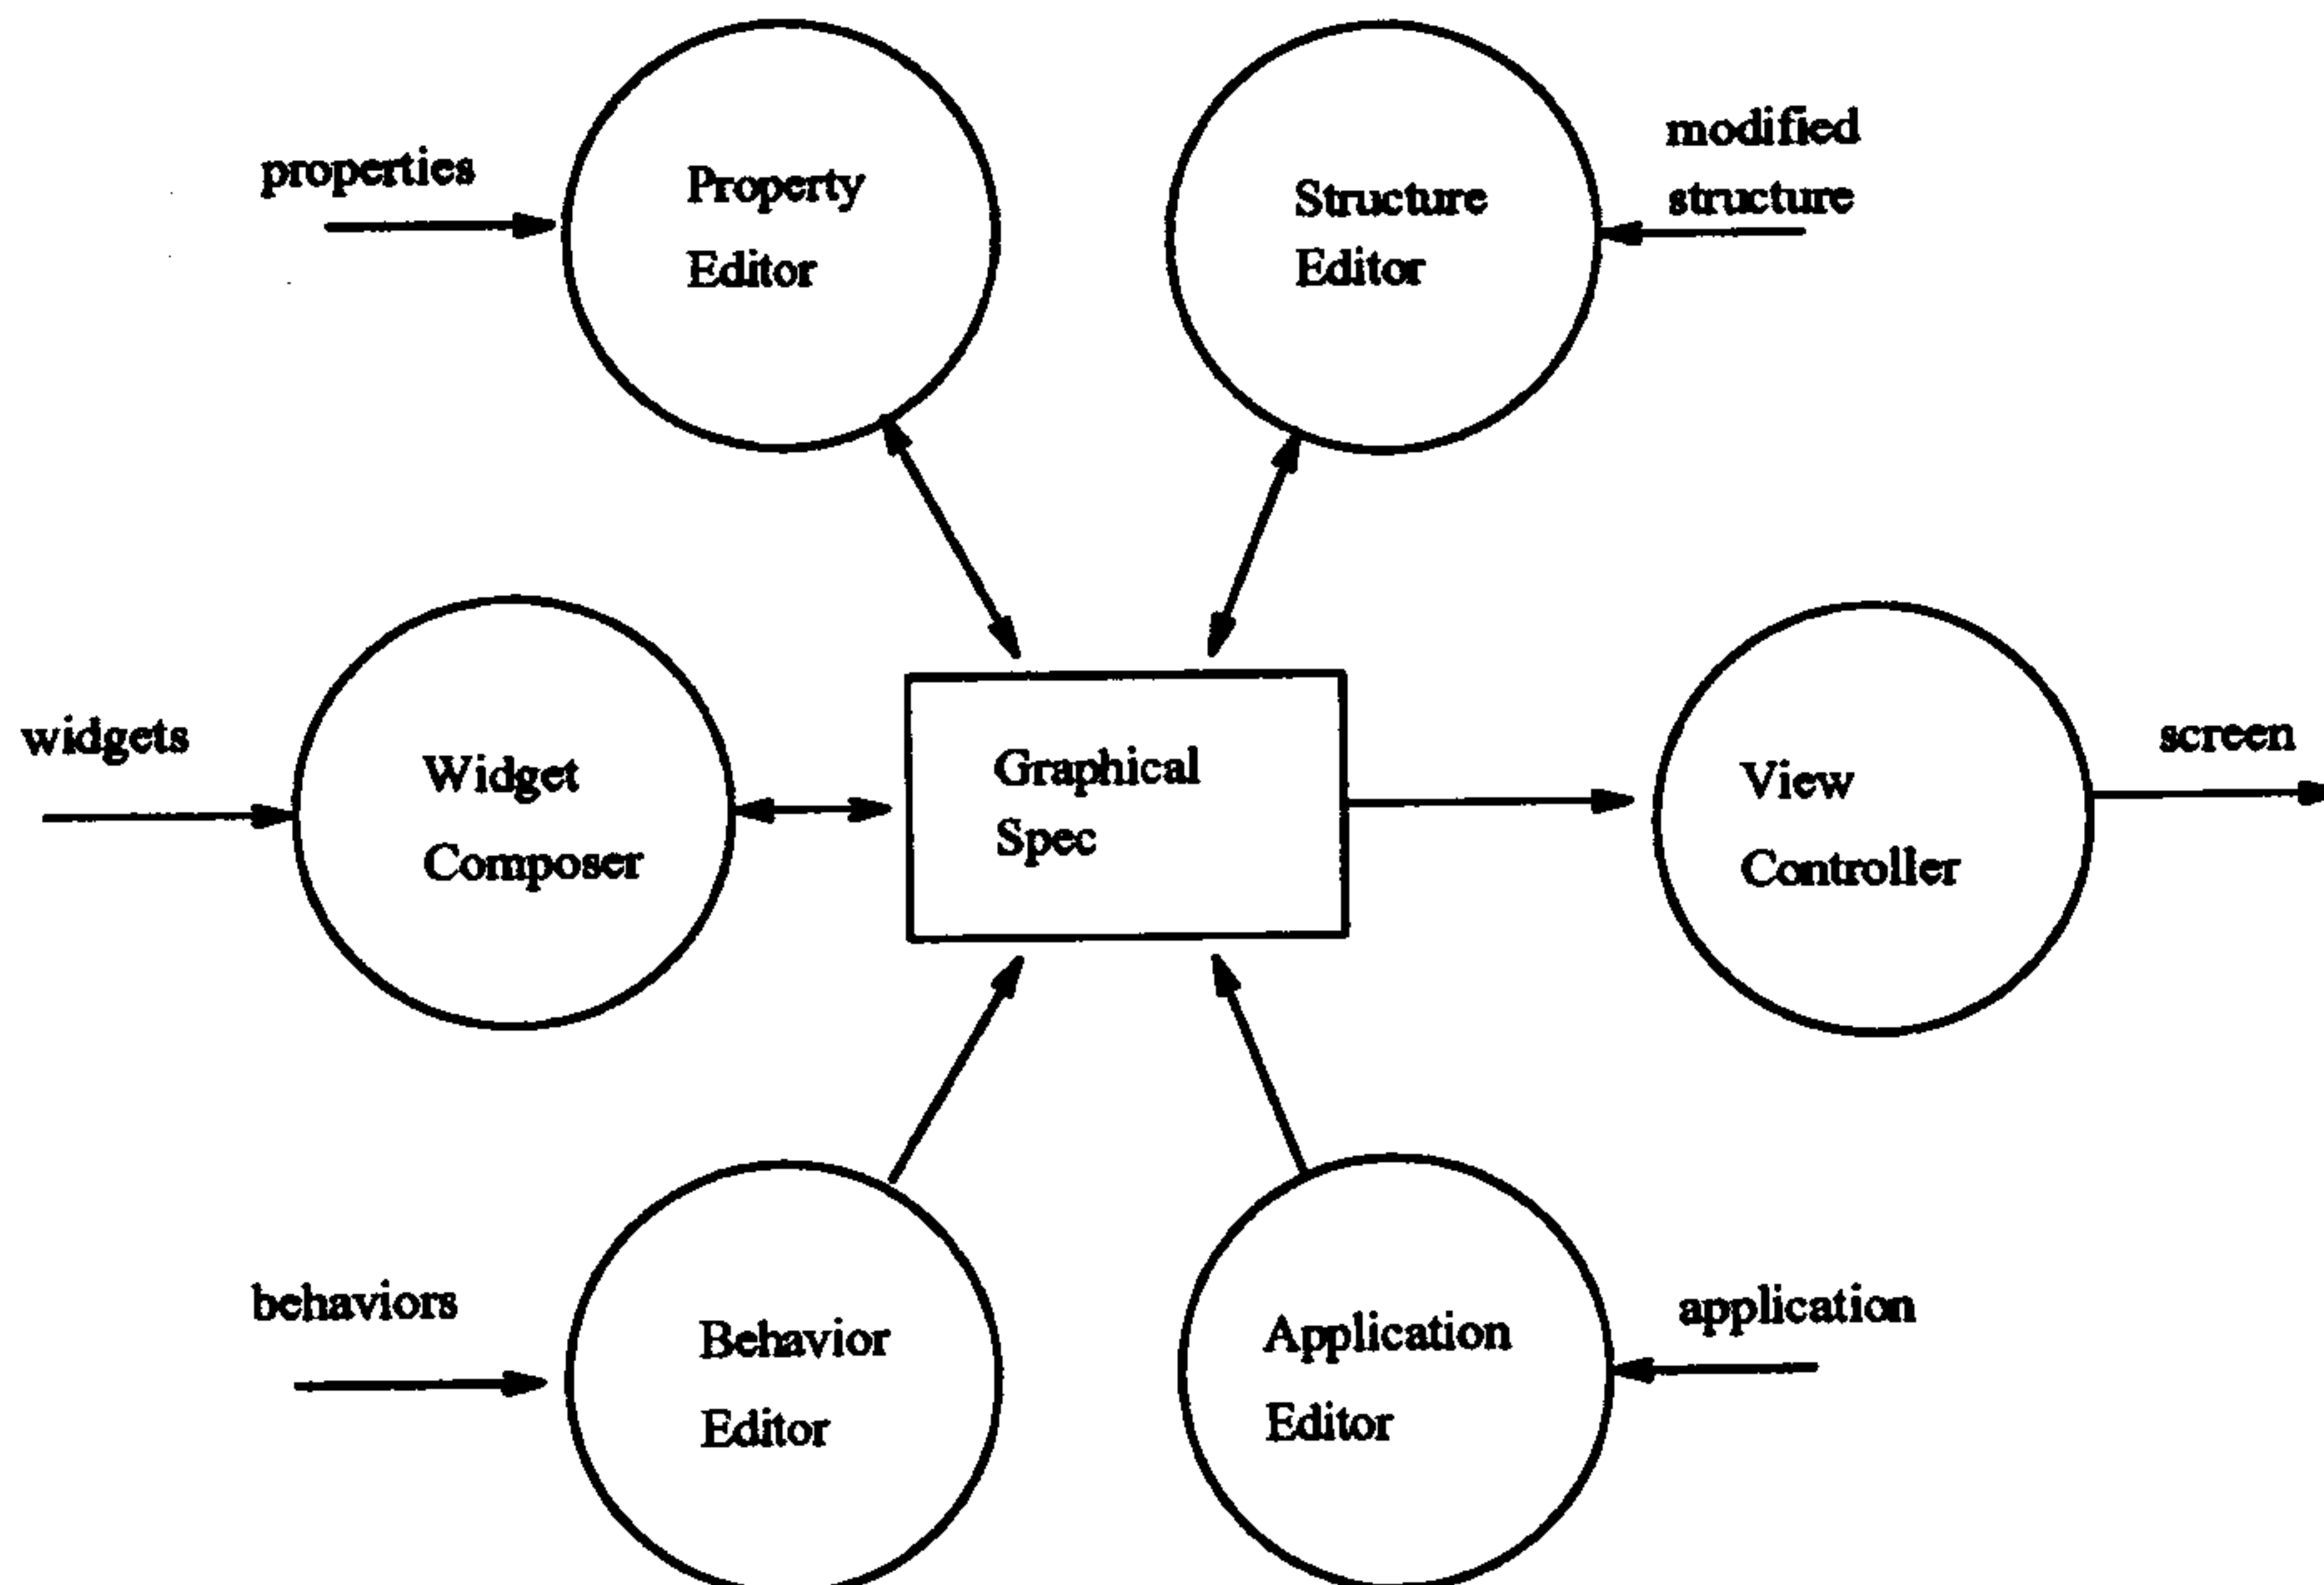 properties
Property
Editor
Structure
Editor
modified
structure
widgets
Widget
Composer
Graphical
Spec
View
Controller
screen
behaviors
Behavior
Editor
Application
Editor
application